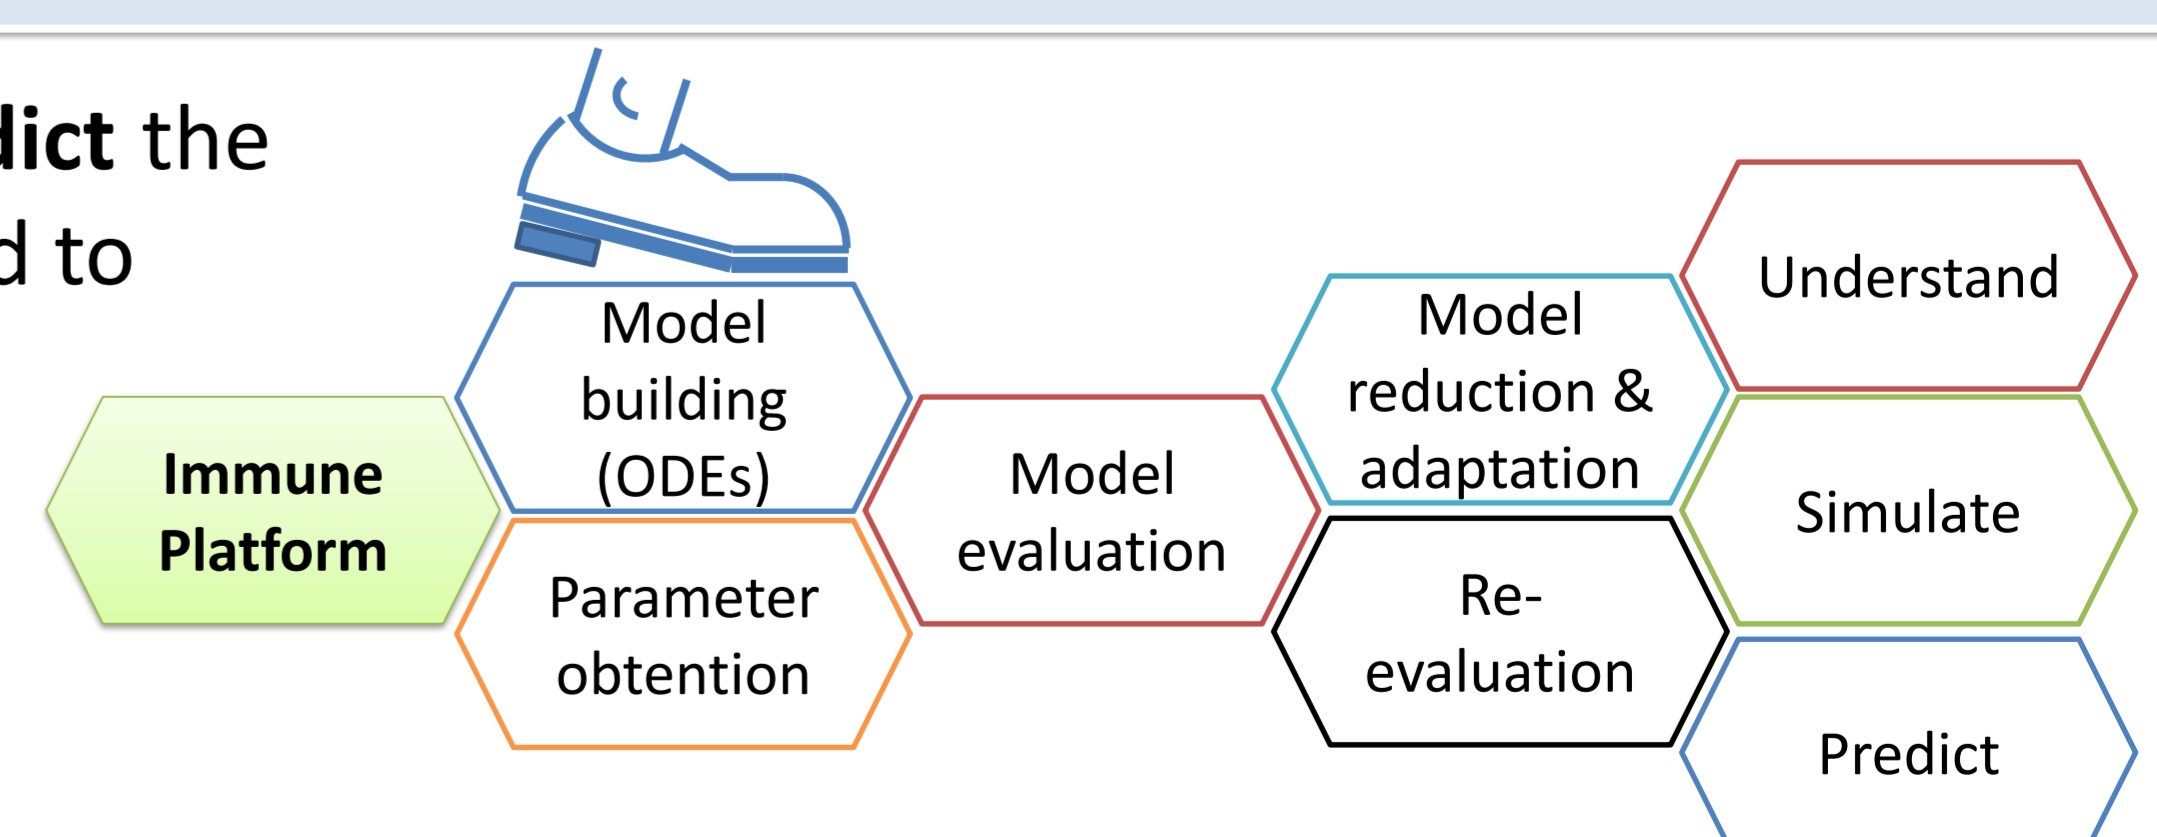 dict the
d to
Model
building
(ODEs)
Immune
Platform
Parameter
obtention
Model
evaluation
Model
reduction &
adaptation
Re-
evaluation
Understand
Simulate
Predict